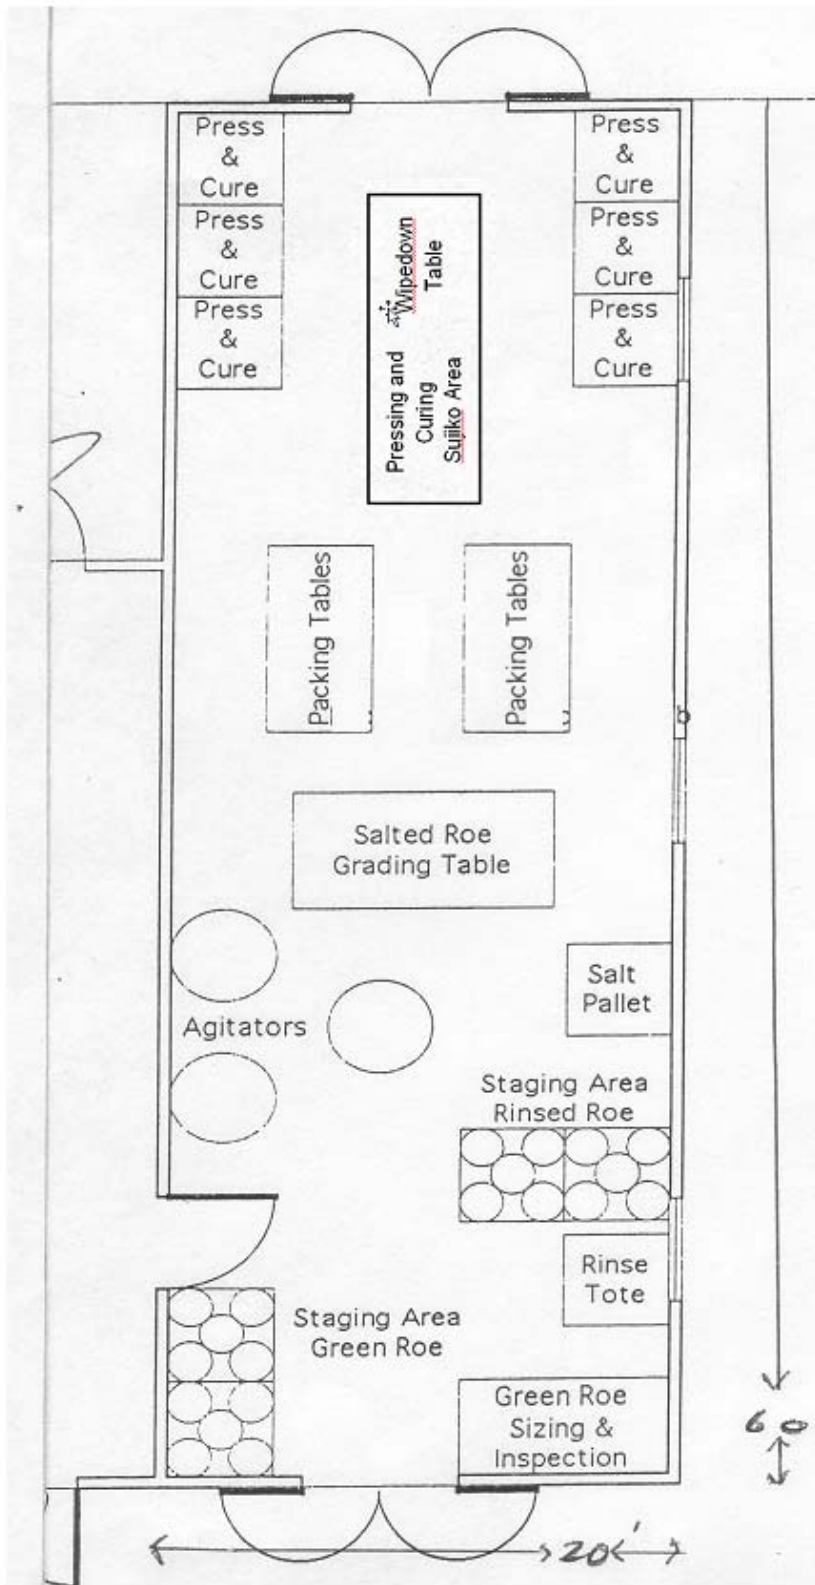 Press
&
Cure
Press
&
Cure
Press
&
Cure
Press
&
Cure
Press
&
Cure
Press
&
Cure
Wipedown
Table
Pressing and
Curing
Sujiko Area
Packing Tables
Packing Tables
Salted Roe
Grading Table
Salt
Pallet
Agitators
Staging Area
Rinsed Roe
Rinse
Tote
Staging Area
Green Roe
Green Roe
Sizing &
Inspection
60
20'